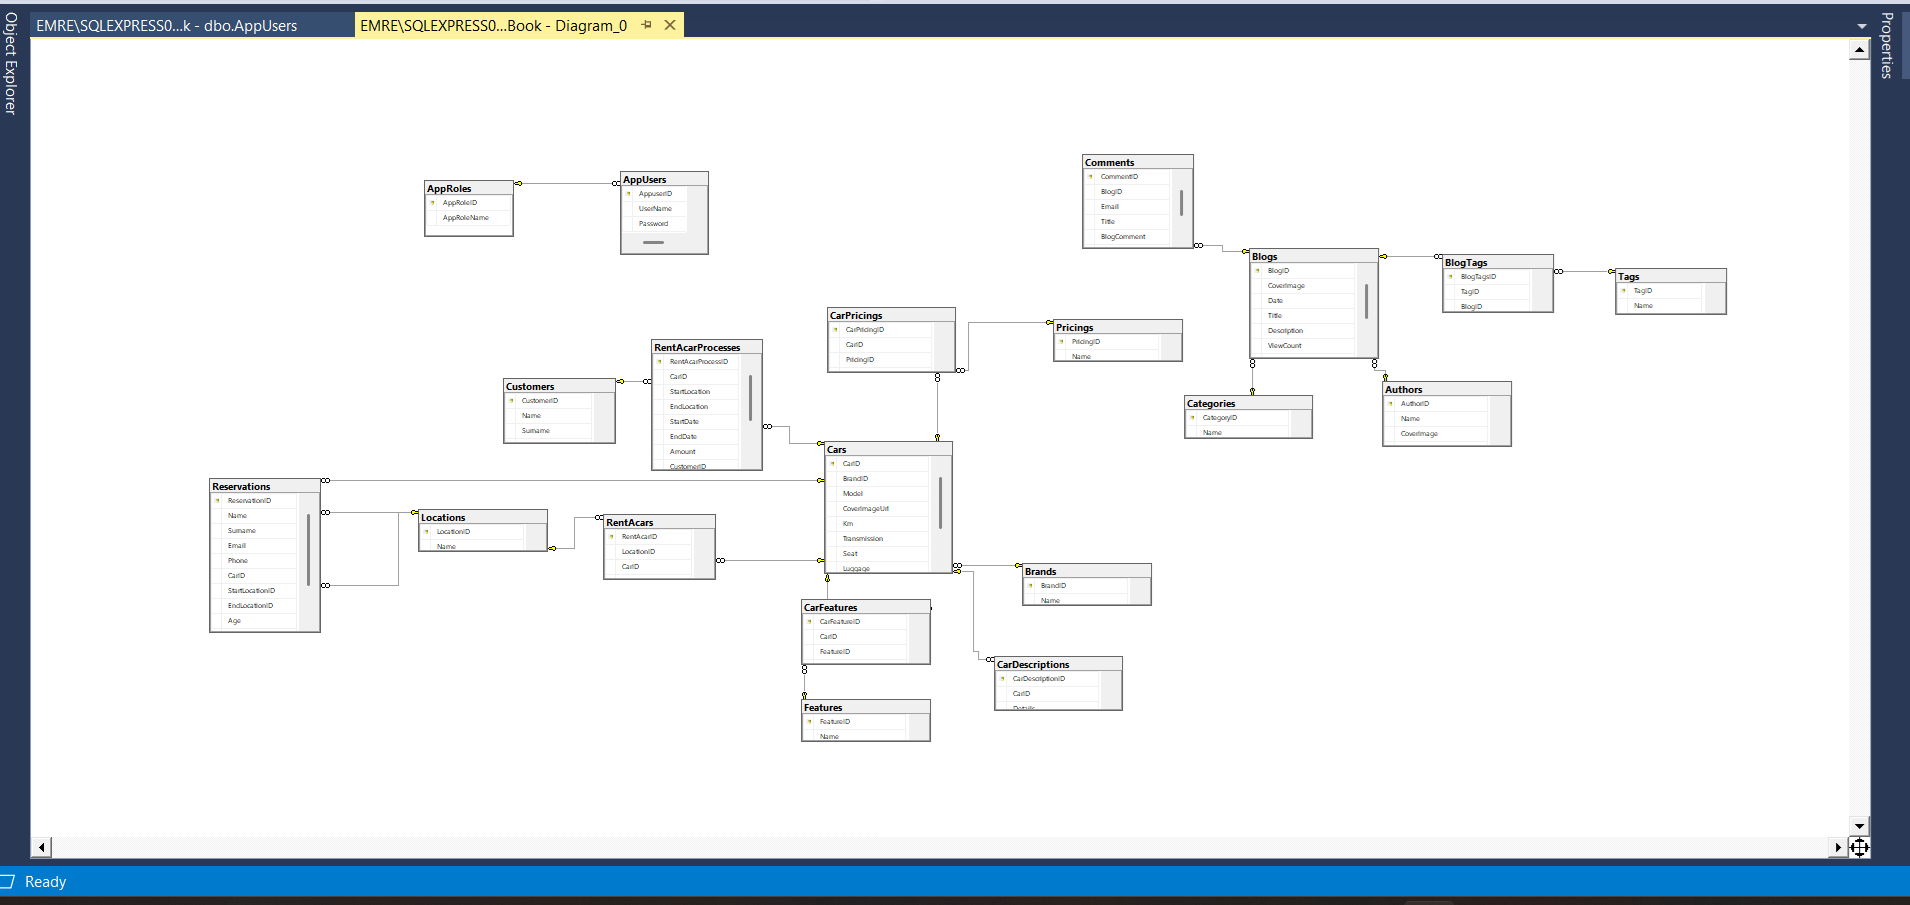 Object Explorer
EMRE\SQLEXPRESS0...k - dbo.AppUsers
EMRE\SQLEXPRESS0...Book - Diagram_0
Properties
AppRoles
AppRoleID
AppRoleName
AppUsers
AppuserID
UserName
Password
Comments
CommentID
BlogID
Email
Title
BlogComment
Blogs
BlogID
CoverImage
Date
Title
Description
ViewCount
BlogTags
BlogTagsID
TagID
BlogID
Tags
TagID
Name
CarPricings
CarPricingID
CarID
PricingID
Pricings
PricingID
Name
RentAcarProcesses
RentAcarProcessID
CarID
StartLocation
EndLocation
StartDate
EndDate
Amount
CustomerID
Customers
CustomerID
Name
Surname
Categories
CategoryID
Name
Authors
AuthorID
Name
CoverImage
Cars
CarID
BrandID
Model
CoverImageUrl
Km
Transmission
Seat
Luggage
Reservations
ReservationID
Name
Surname
Email
Phone
CarID
StartLocationID
EndLocationID
Age
Locations
LocationID
Name
RentAcars
RentAcarID
LocationID
CarID
Brands
BrandID
Name
CarFeatures
CarFeatureID
CarID
FeatureID
CarDescriptions
CarDescriptionID
CarID
Details
Features
FeatureID
Name
Ready